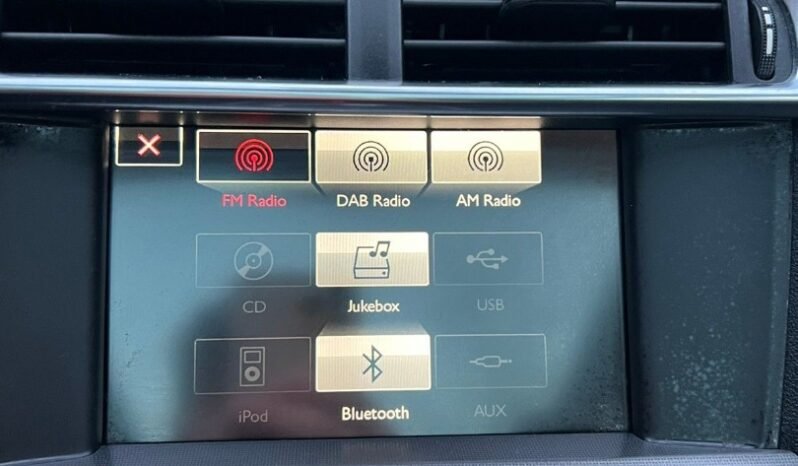 FM Radio
DAB Radio
AM Radio
CD
Jukebox
USB
iPod
Bluetooth
AUX